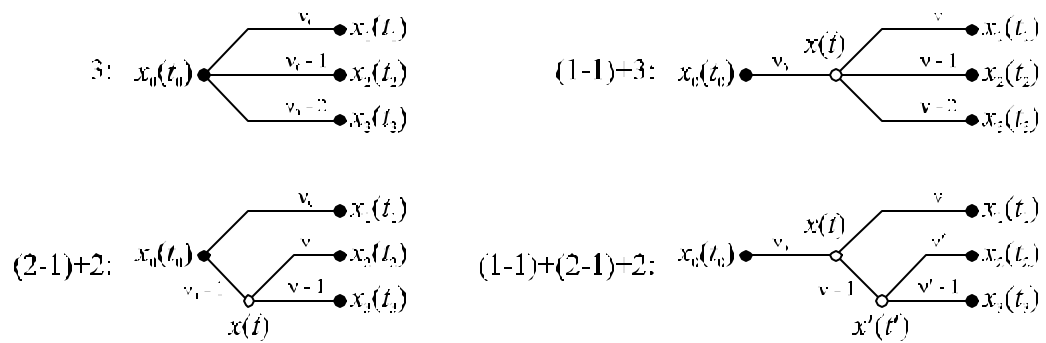 3: x₀(t₀) ν₀ x₁(t₁)
ν₀ - 1 x₂(t₂)
ν₀ - 2 x₃(t₃)
(1-1)+3: x₀(t₀) ν₀ x(t) ν x₁(t₁)
ν - 1 x₂(t₂)
ν - 2 x₃(t₃)
(2-1)+2: x₀(t₀) ν₀ x₁(t₁)
ν₀ - 1 x(t) ν x₂(t₂)
ν - 1 x₃(t₃)
(1-1)+(2-1)+2: x₀(t₀) ν₀ x(t) ν x₁(t₁)
ν - 1 x'(t') ν' x₂(t₂)
ν' - 1 x₃(t₃)